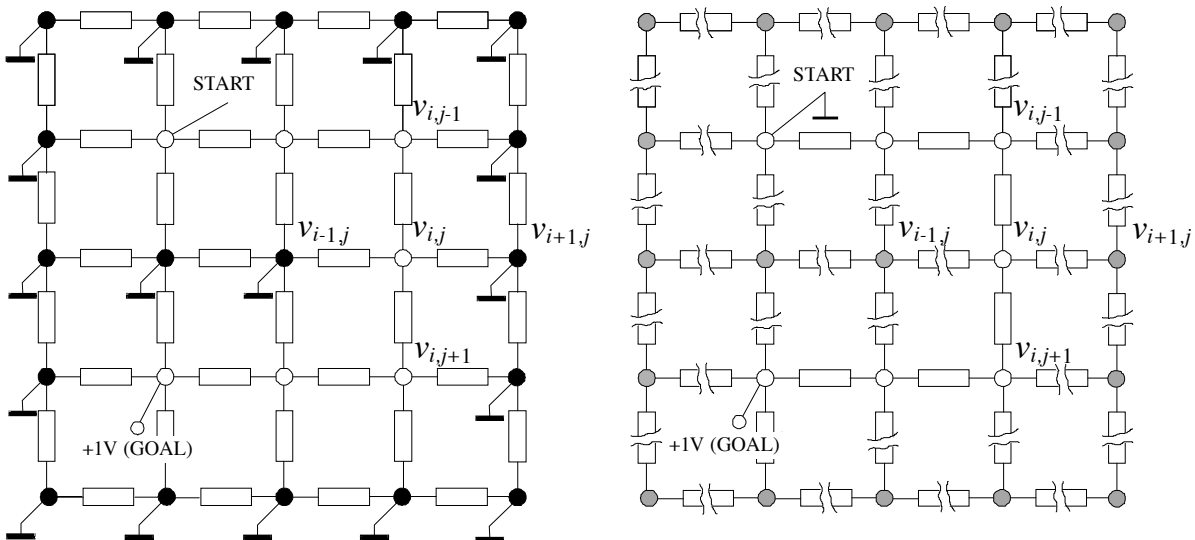 START
v_{i,j-1}
v_{i-1,j}
v_{i,j}
v_{i+1,j}
v_{i,j+1}
+1V (GOAL)
START
v_{i,j-1}
v_{i-1,j}
v_{i,j}
v_{i+1,j}
v_{i,j+1}
+1V (GOAL)